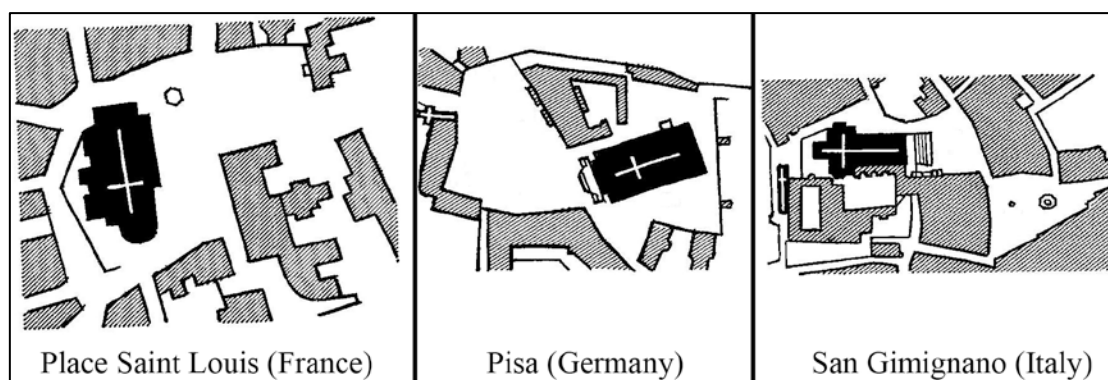 Place Saint Louis (France)
Pisa (Germany)
San Gimignano (Italy)